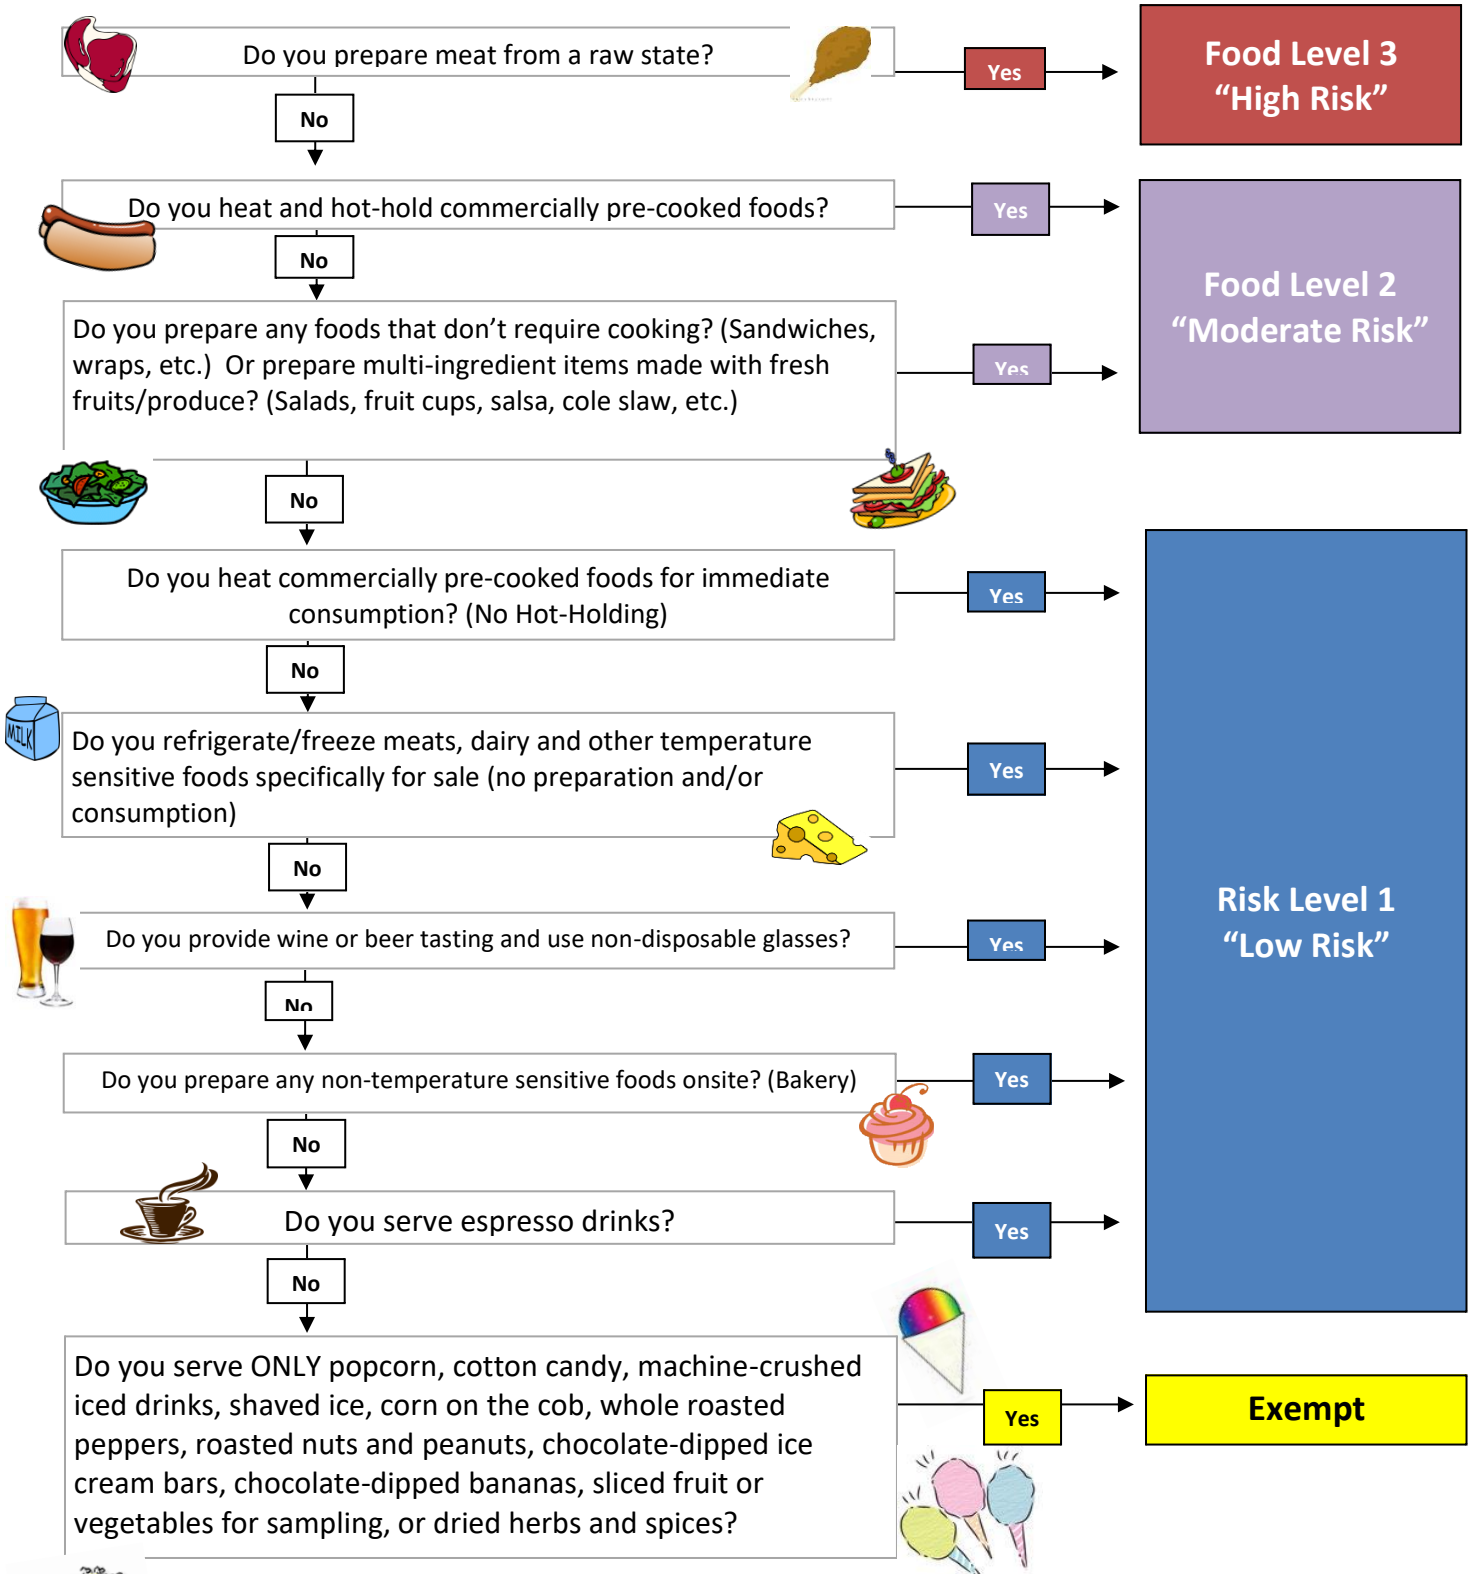 Do you prepare meat from a raw state?
Yes
Food Level 3
“High Risk”
No
Do you heat and hot-hold commercially pre-cooked foods?
Yes
Food Level 2
“Moderate Risk”
No
Do you prepare any foods that don’t require cooking? (Sandwiches,
wraps, etc.)  Or prepare multi-ingredient items made with fresh
fruits/produce? (Salads, fruit cups, salsa, cole slaw, etc.)
Yes
No
Do you heat commercially pre-cooked foods for immediate
consumption? (No Hot-Holding)
Yes
Risk Level 1
“Low Risk”
No
MILK
Do you refrigerate/freeze meats, dairy and other temperature
sensitive foods specifically for sale (no preparation and/or
consumption)
Yes
No
Do you provide wine or beer tasting and use non-disposable glasses?
Yes
No
Do you prepare any non-temperature sensitive foods onsite? (Bakery)
Yes
No
Do you serve espresso drinks?
Yes
No
Do you serve ONLY popcorn, cotton candy, machine-crushed
iced drinks, shaved ice, corn on the cob, whole roasted
peppers, roasted nuts and peanuts, chocolate-dipped ice
cream bars, chocolate-dipped bananas, sliced fruit or
vegetables for sampling, or dried herbs and spices?
Yes
Exempt